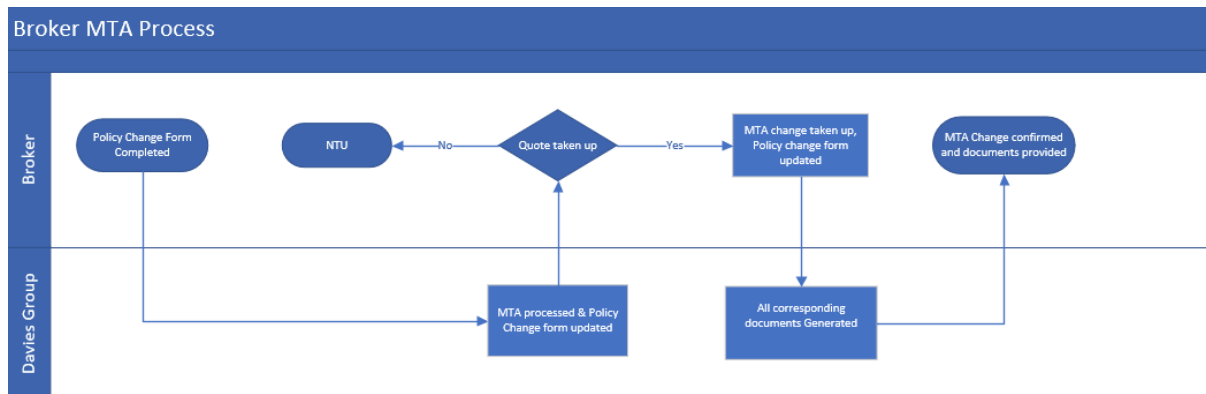 Broker MTA Process
Broker
Policy Change Form
Completed
NTU
No
Quote taken up
Yes
MTA change taken up,
Policy change form
updated
MTA Change confirmed
and documents provided
Davies Group
MTA processed & Policy
Change form updated
All corresponding
documents Generated